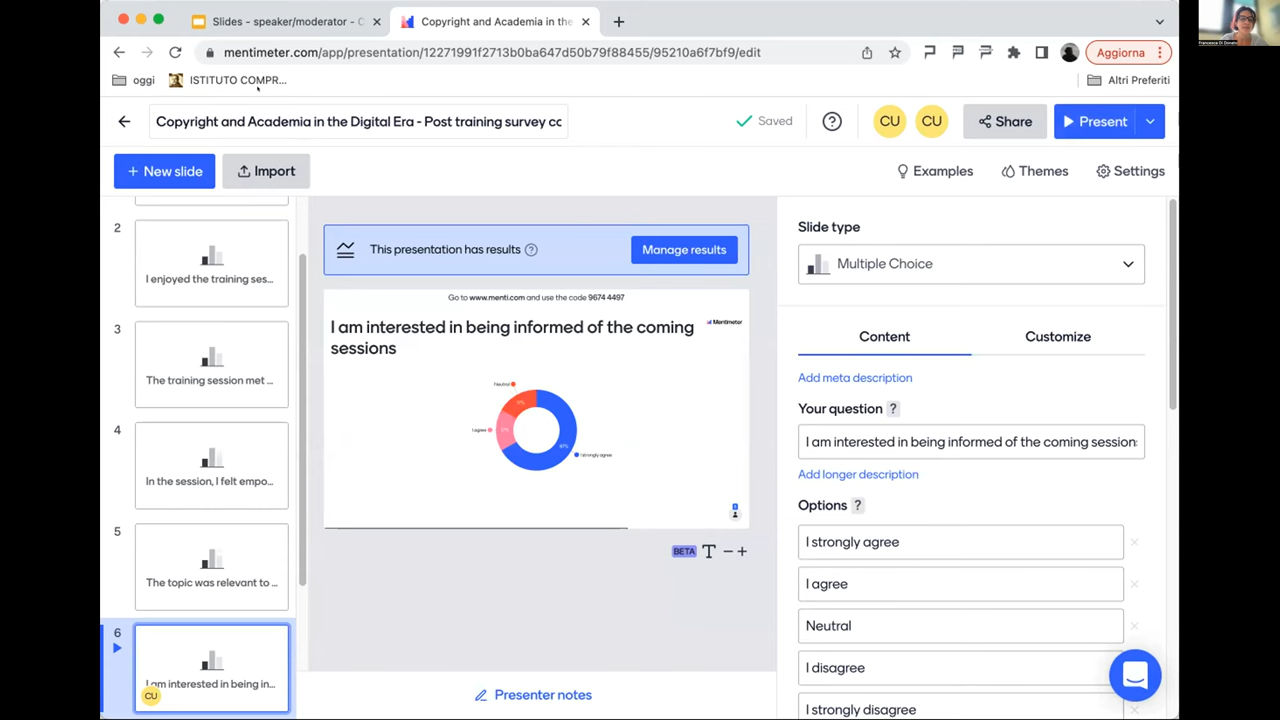 Slides - speaker/moderator - C
Copyright and Academia in the
mentimeter.com/app/presentation/12271991f27139bea647d50b79f88455/95210a6f7bf9/edit
Aggiorna
oggi
ISTITUTO COMPR...
Altri Preferiti
Copyright and Academia in the Digital Era - Post training survey cc
Saved
CU
CU
Share
Present
+ New slide
Import
Examples
Themes
Settings
2
I enjoyed the training ses...
3
The training session met ...
4
In the session, I felt empo...
5
The topic was relevant to ...
6
I am interested in being in...
CU
This presentation has results
Manage results
Go to www.menti.com and use the code 9674 4497
I am interested in being informed of the coming
sessions
Mentimeter
Neutral
I agree
I strongly agree
BETA
Presenter notes
Slide type
Multiple Choice
Content
Customize
Add meta description
Your question ?
I am interested in being informed of the coming session
Add longer description
Options ?
I strongly agree
I agree
Neutral
I disagree
I strongly disagree